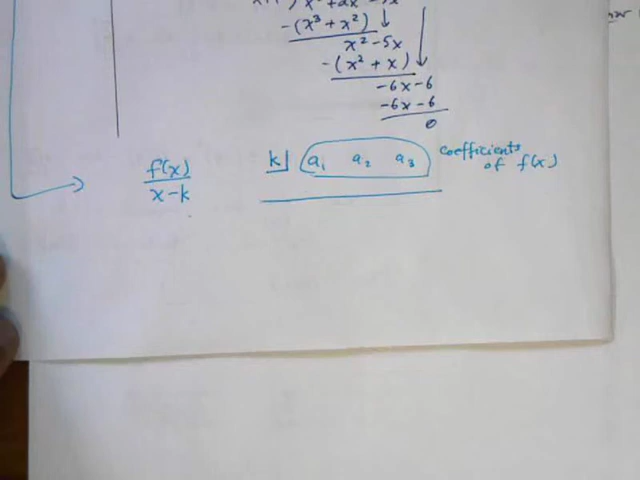 -(x³ + x²)
x² -5x
-(x² + x)
-6x -6
-6x -6
0
f(x)
x-k
k a₁ a₂ a₃ coefficients of f(x)